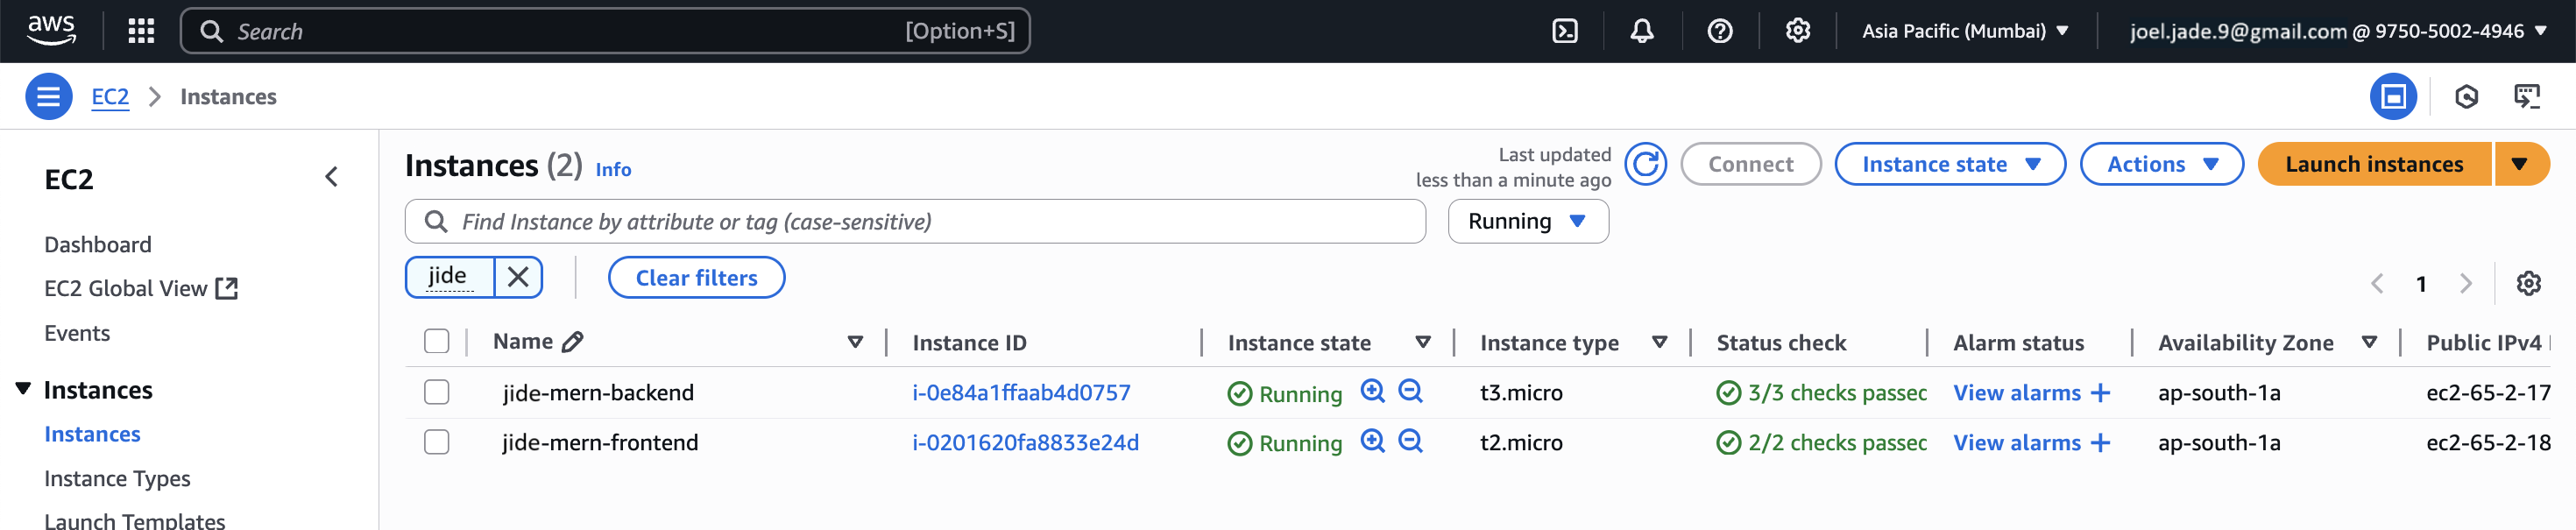 aws
Search [Option+S]
Asia Pacific (Mumbai)
joel.jade.9@gmail.com @ 9750-5002-4946
EC2 Instances
EC2
Dashboard
EC2 Global View
Events
Instances
Instances
Instance Types
Launch Templates
Instances (2) Info
Last updated
less than a minute ago
Connect
Instance state
Actions
Launch instances
Find Instance by attribute or tag (case-sensitive)
Running
jide
Clear filters
1
Name Instance ID Instance state Instance type Status check Alarm status Availability Zone Public IPv4
jide-mern-backend i-0e84a1ffaab4d0757 Running t3.micro 3/3 checks passec View alarms + ap-south-1a ec2-65-2-17
jide-mern-frontend i-0201620fa8833e24d Running t2.micro 2/2 checks passec View alarms + ap-south-1a ec2-65-2-18